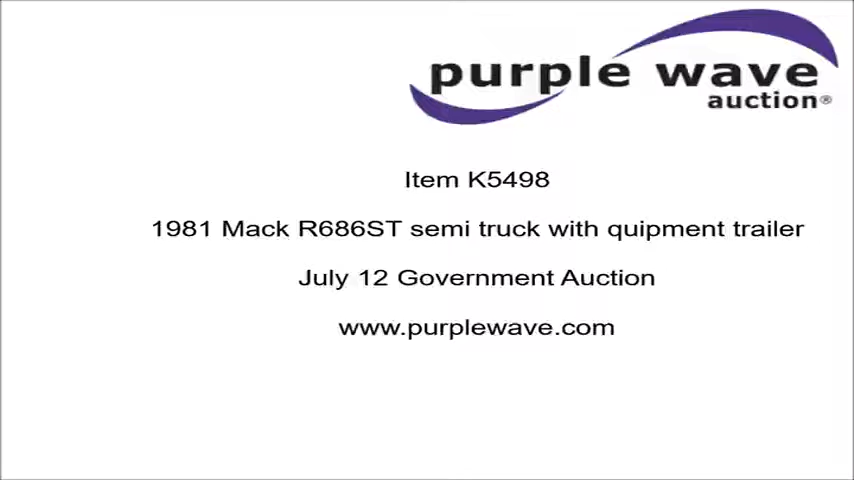 purple wave
auction®
Item K5498
1981 Mack R686ST semi truck with quipment trailer
July 12 Government Auction
www.purplewave.com